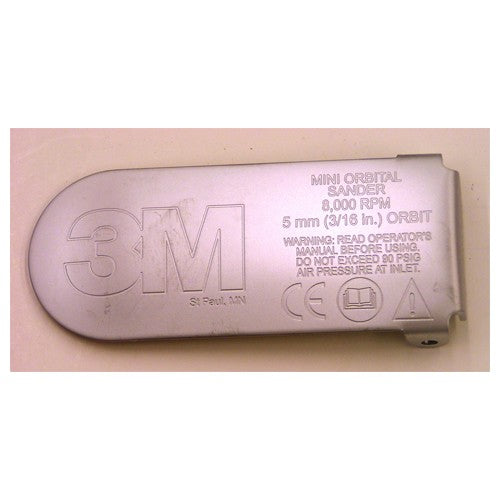 3M
St Paul, MN
MINI ORBITAL
SANDER
8,000 RPM
5 mm (3/16 in.) ORBIT
WARNING: READ OPERATOR'S
MANUAL BEFORE USING.
DO NOT EXCEED 90 PSIG
AIR PRESSURE AT INLET.
CE